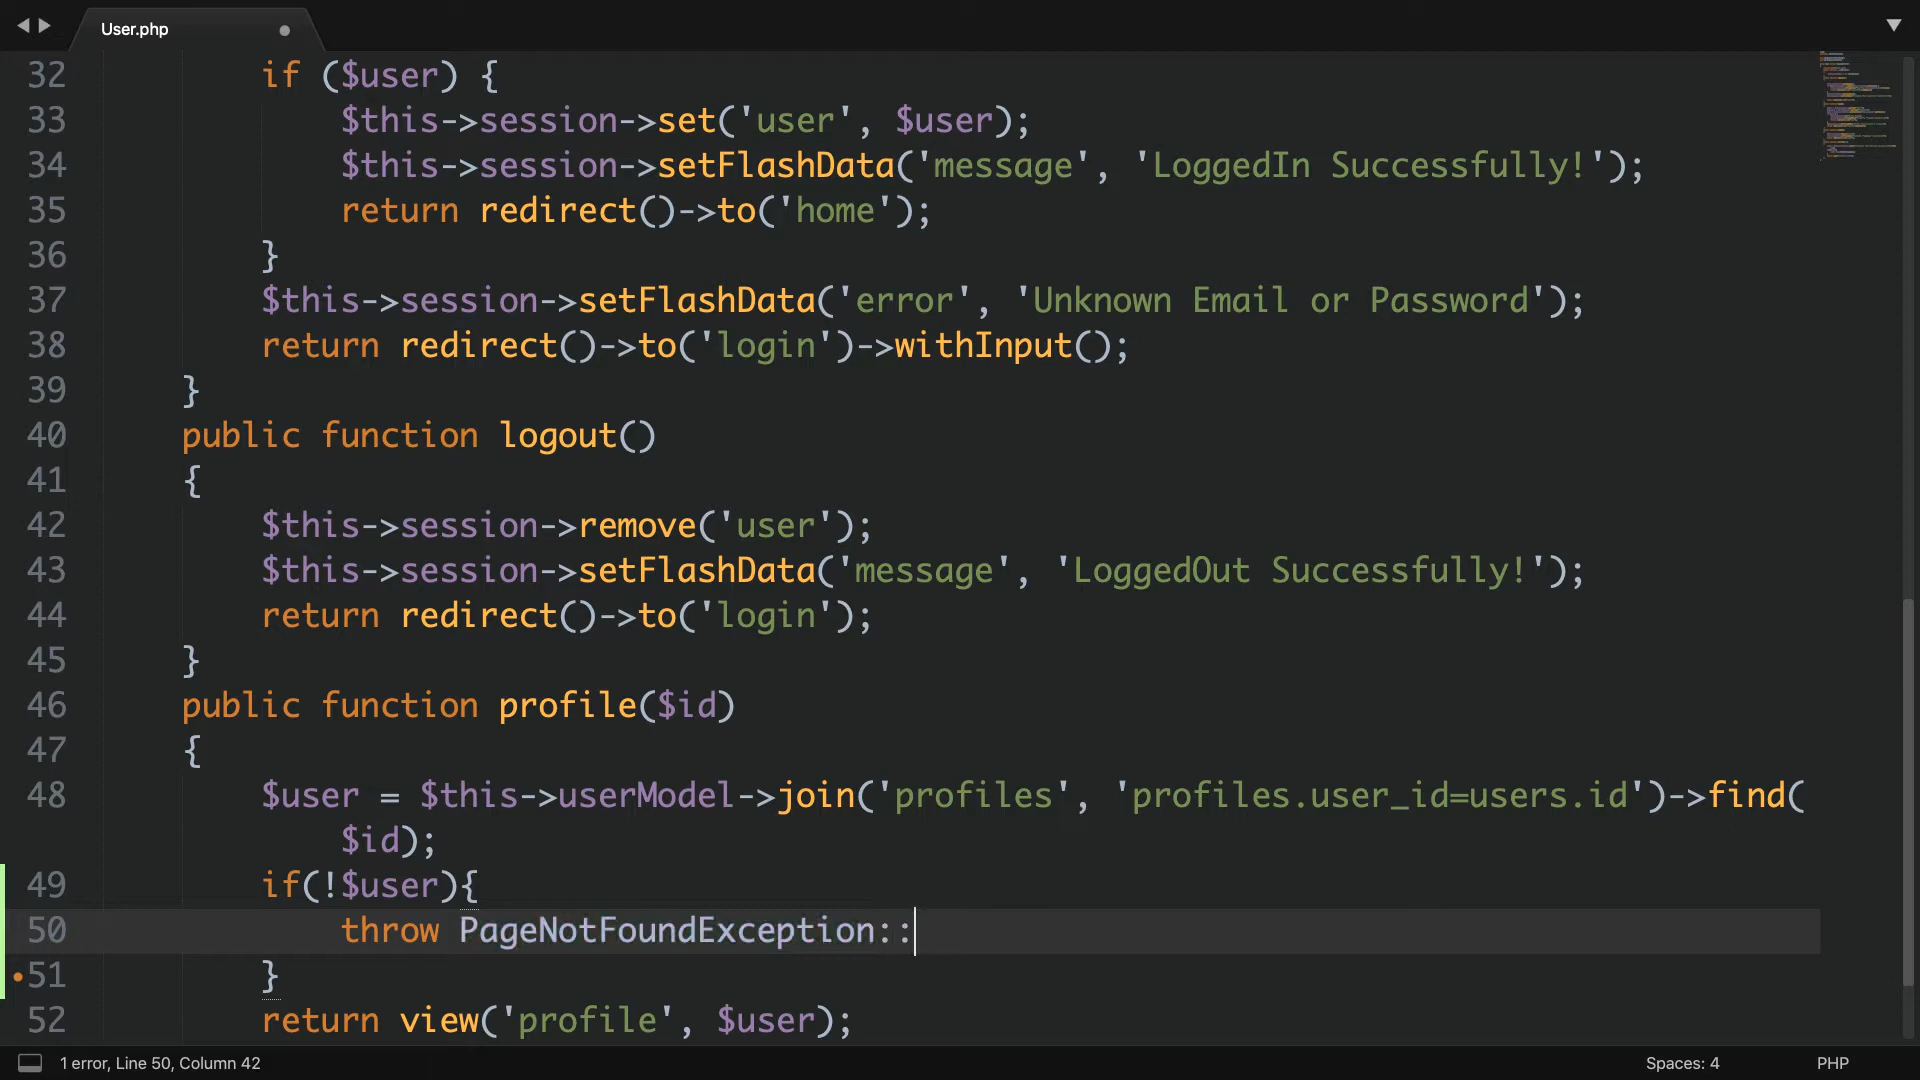 User.php
32 if ($user) {
33 $this->session->set('user', $user);
34 $this->session->setFlashData('message', 'LoggedIn Successfully!');
35 return redirect()->to('home');
36 }
37 $this->session->setFlashData('error', 'Unknown Email or Password');
38 return redirect()->to('login')->withInput();
39 }
40 public function logout()
41 {
42 $this->session->remove('user');
43 $this->session->setFlashData('message', 'LoggedOut Successfully!');
44 return redirect()->to('login');
45 }
46 public function profile($id)
47 {
48 $user = $this->userModel->join('profiles', 'profiles.user_id=users.id')->find(
$id);
49 if(!$user){
50 throw PageNotFoundException::
51 }
52 return view('profile', $user);
1 error, Line 50, Column 42
Spaces: 4
PHP